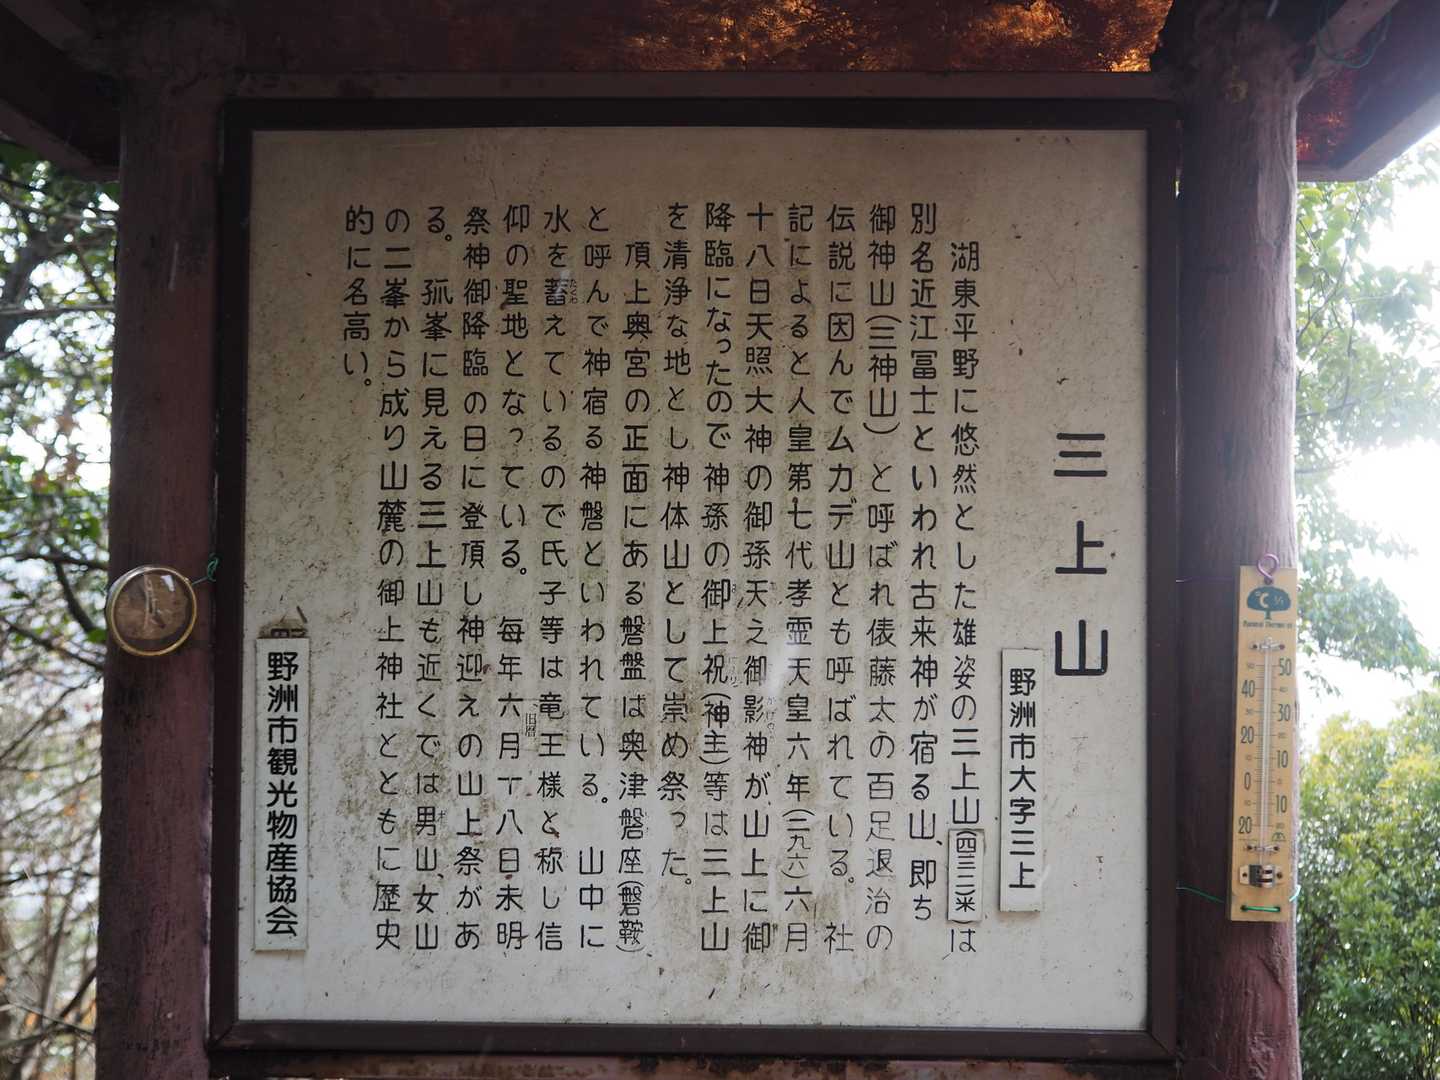 三上山
野洲市大字三上
湖東平野に悠然とした雄姿の三上山(四三二米)は
別名近江冨士といわれ古来神が宿る山、即ち
御神山(三神山)と呼ばれ俵藤太の百足退治の
伝説に因んでムカデ山とも呼ばれている。社
記によると人皇第七代孝霊天皇六年(二九六)六月
十八日天照大神の御孫天之御影神が山上に御
降臨になったので神孫の御上祝(神主)等は三上山
を清浄な地とし神体山として崇め祭った。
頂上奥宮の正面にある磐盤は奥津磐座(磐鞍)
と呼んで神宿る神磐といわれている。山中に
水を蓄えているので氏子等は竜王様と称し信
仰の聖地となっている。毎年六月十八日未明
旧暦
祭神御降臨の日に登頂し神迎えの山上祭があ
る。孤峯に見える三上山も近くでは男山、女山
の二峯から成り山麓の御上神社とともに歴史
的に名高い。
野洲市観光物産協会
℃
50
40
30
20
10
0
10
20